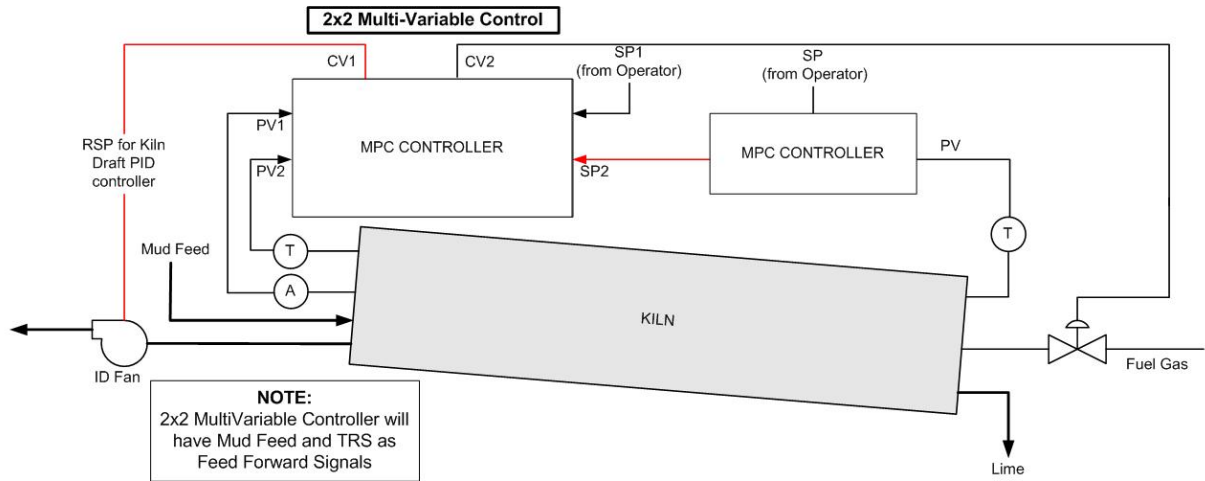 2x2 Multi-Variable Control
CV1
CV2
SP1
(from Operator)
SP
(from Operator)
PV1
PV2
MPC CONTROLLER
SP2
MPC CONTROLLER
PV
RSP for Kiln
Draft PID
controller
Mud Feed
T
A
T
KILN
ID Fan
Fuel Gas
NOTE:
2x2 MultiVariable Controller will
have Mud Feed and TRS as
Feed Forward Signals
Lime